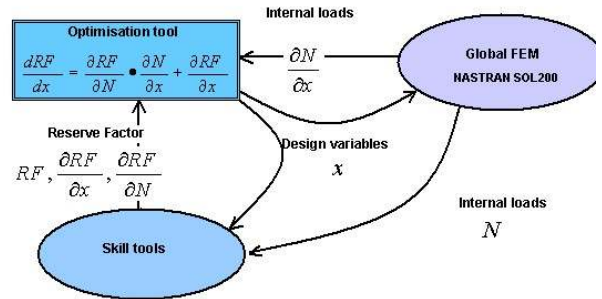 Internal loads
Optimisation tool
dRF/dx = ∂RF/∂N • ∂N/∂x + ∂RF/∂x
∂N/∂x
Global FEM
NASTRAN SOL200
Reserve Factor
RF, ∂RF/∂x, ∂RF/∂N
Design variables
x
Internal loads
N
Skill tools